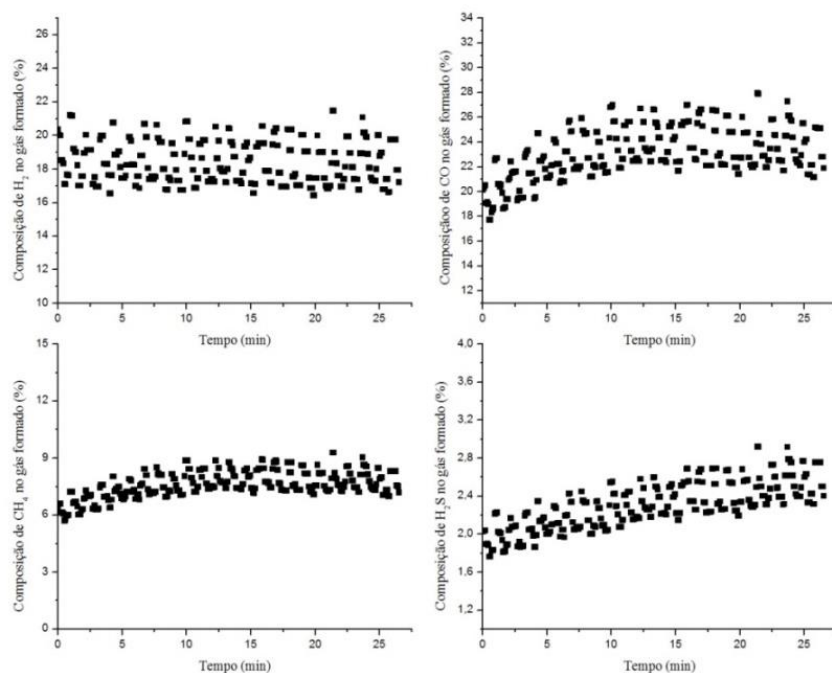 Composição de H₂ no gás formado (%)
26
24
22
20
18
16
14
12
10
0 5 10 15 20 25
Tempo (min)
Composiçãoo de CO no gás formado (%)
34
32
30
28
26
24
22
20
18
16
14
12
0 5 10 15 20 25
Tempo (min)
Composição de CH₄ no gás formado (%)
15
12
9
6
3
0
0 5 10 15 20 25
Tempo (min)
Composição de H₂S no gás formado (%)
4,0
3,6
3,2
2,8
2,4
2,0
1,6
1,2
0 5 10 15 20 25
Tempo (min)